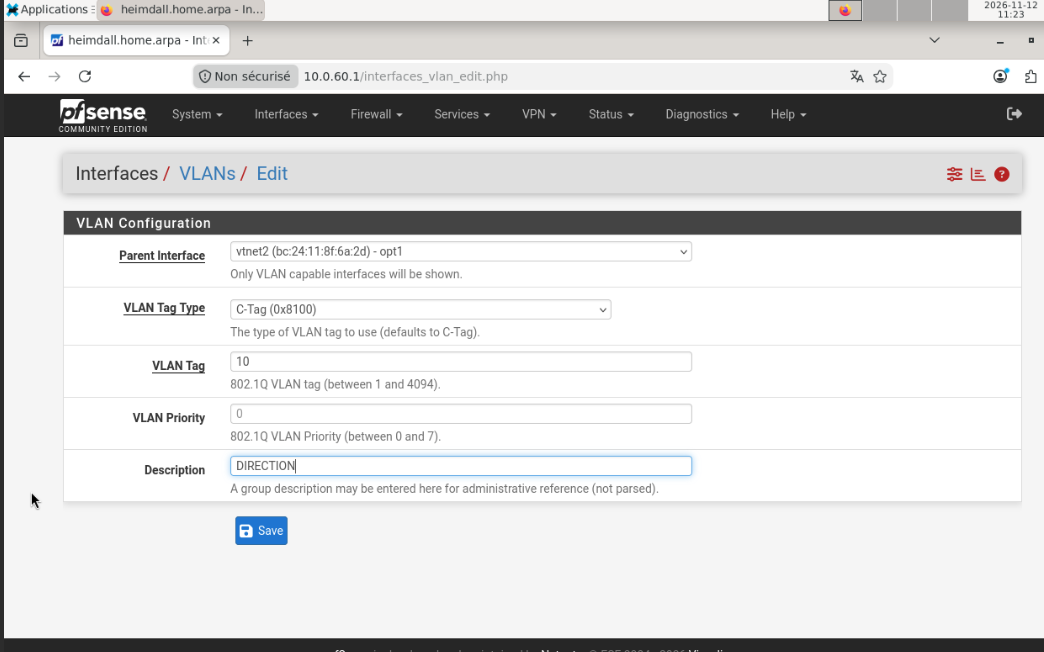 Applications
heimdall.home.arpa - In...
2026-11-12
11:23
heimdall.home.arpa - Int
Non sécurisé
10.0.60.1/interfaces_vlan_edit.php
pfsense
COMMUNITY EDITION
System
Interfaces
Firewall
Services
VPN
Status
Diagnostics
Help
Interfaces / VLANs / Edit
VLAN Configuration
Parent Interface
vtnet2 (bc:24:11:8f:6a:2d) - opt1
Only VLAN capable interfaces will be shown.
VLAN Tag Type
C-Tag (0x8100)
The type of VLAN tag to use (defaults to C-Tag).
VLAN Tag
10
802.1Q VLAN tag (between 1 and 4094).
VLAN Priority
0
802.1Q VLAN Priority (between 0 and 7).
Description
DIRECTION
A group description may be entered here for administrative reference (not parsed).
Save